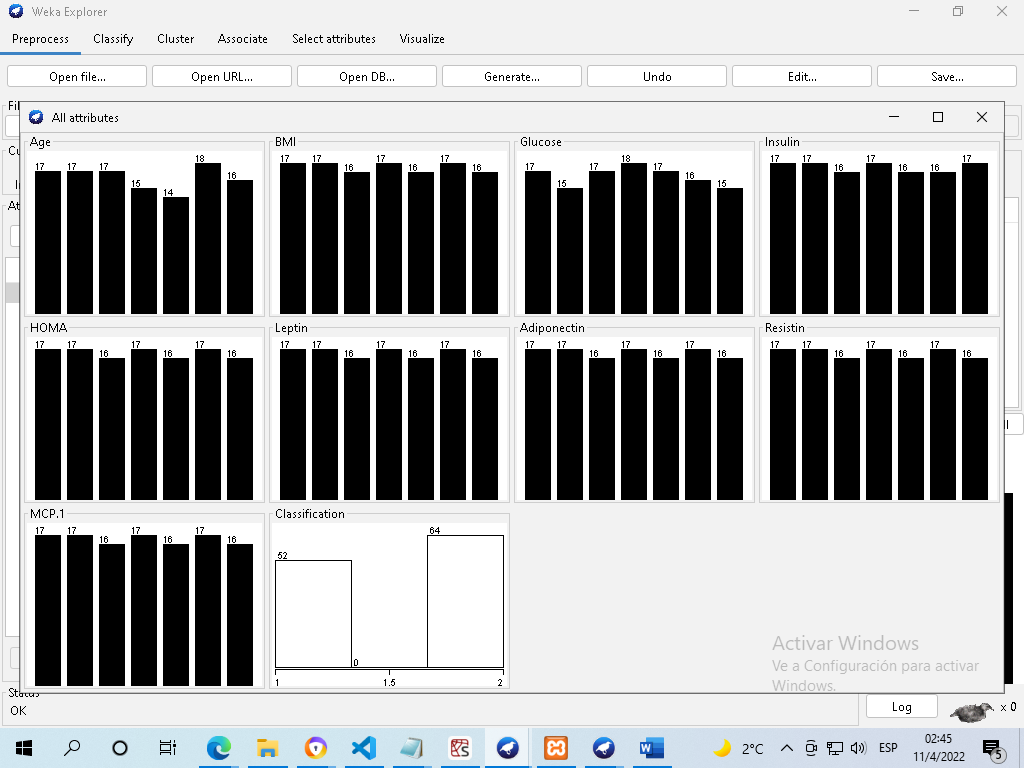 Weka Explorer
Preprocess Classify Cluster Associate Select attributes Visualize
Open file... Open URL... Open DB... Generate... Undo Edit... Save...
All attributes
Age BMI Glucose Insulin
17 17 17 15 14 18 16 17 17 16 17 16 17 16 17 15 17 18 17 16 15 17 17 16 17 16 16 17
HOMA Leptin Adiponectin Resistin
17 17 16 17 16 17 16 17 17 16 17 16 17 16 17 17 16 17 16 17 16 17 17 16 17 16 17 16
MCP.1 Classification
17 17 16 17 16 17 16 52 0 64
1 1.5 2
Activar Windows
Ve a Configuración para activar
Windows.
Status
OK
Log x 0
2°C ESP 02:45
11/4/2022 5